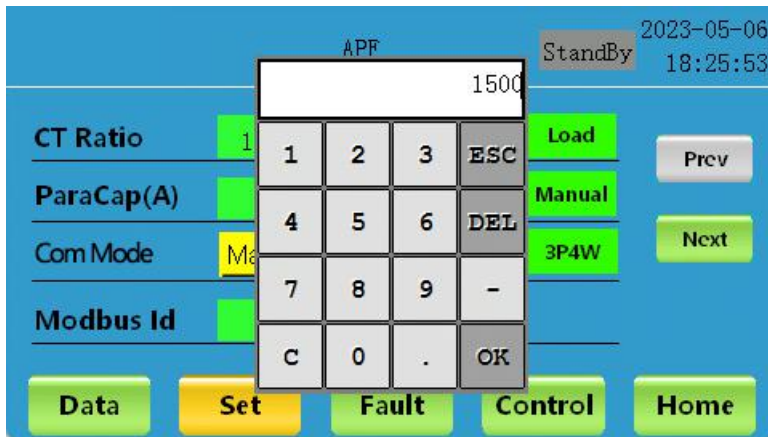 APF
StandBy
2023-05-06
18:25:53
1500
CT Ratio
1
Load
Prev
ParaCap(A)
Manual
Com Mode
Ma
3P4W
Next
Modbus Id
1 2 3 ESC
4 5 6 DEL
7 8 9 -
C 0 . OK
Data Set Fault Control Home